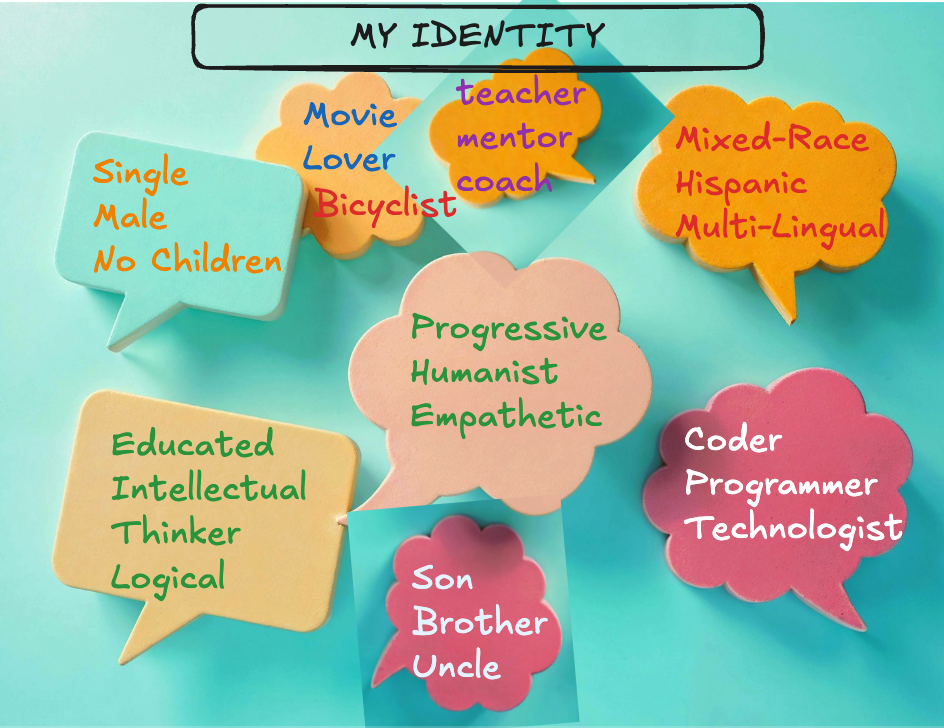 MY IDENTITY
Single
Male
No Children
Movie
Lover
Bicyclist
teacher
mentor
coach
Mixed-Race
Hispanic
Multi-Lingual
Progressive
Humanist
Empathetic
Educated
Intellectual
Thinker
Logical
Coder
Programmer
Technologist
Son
Brother
Uncle